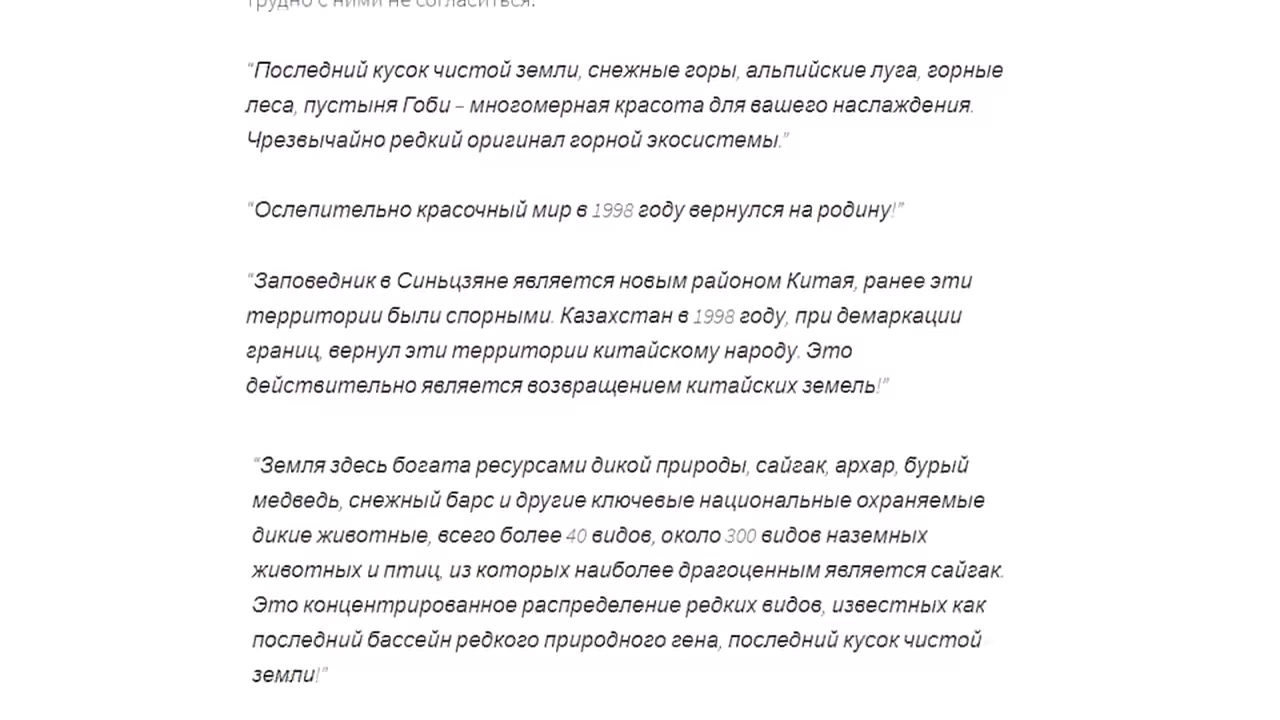 трудно с ними не согласиться.
“Последний кусок чистой земли, снежные горы, альпийские луга, горные
леса, пустыня Гоби – многомерная красота для вашего наслаждения.
Чрезвычайно редкий оригинал горной экосистемы.”
“Ослепительно красочный мир в 1998 году вернулся на родину!”
“Заповедник в Синьцзяне является новым районом Китая, ранее эти
территории были спорными. Казахстан в 1998 году, при демаркации
границ, вернул эти территории китайскому народу. Это
действительно является возвращением китайских земель!”
“Земля здесь богата ресурсами дикой природы, сайгак, архар, бурый
медведь, снежный барс и другие ключевые национальные охраняемые
дикие животные, всего более 40 видов, около 300 видов наземных
животных и птиц, из которых наиболее драгоценным является сайгак.
Это концентрированное распределение редких видов, известных как
последний бассейн редкого природного гена, последний кусок чистой
земли!”